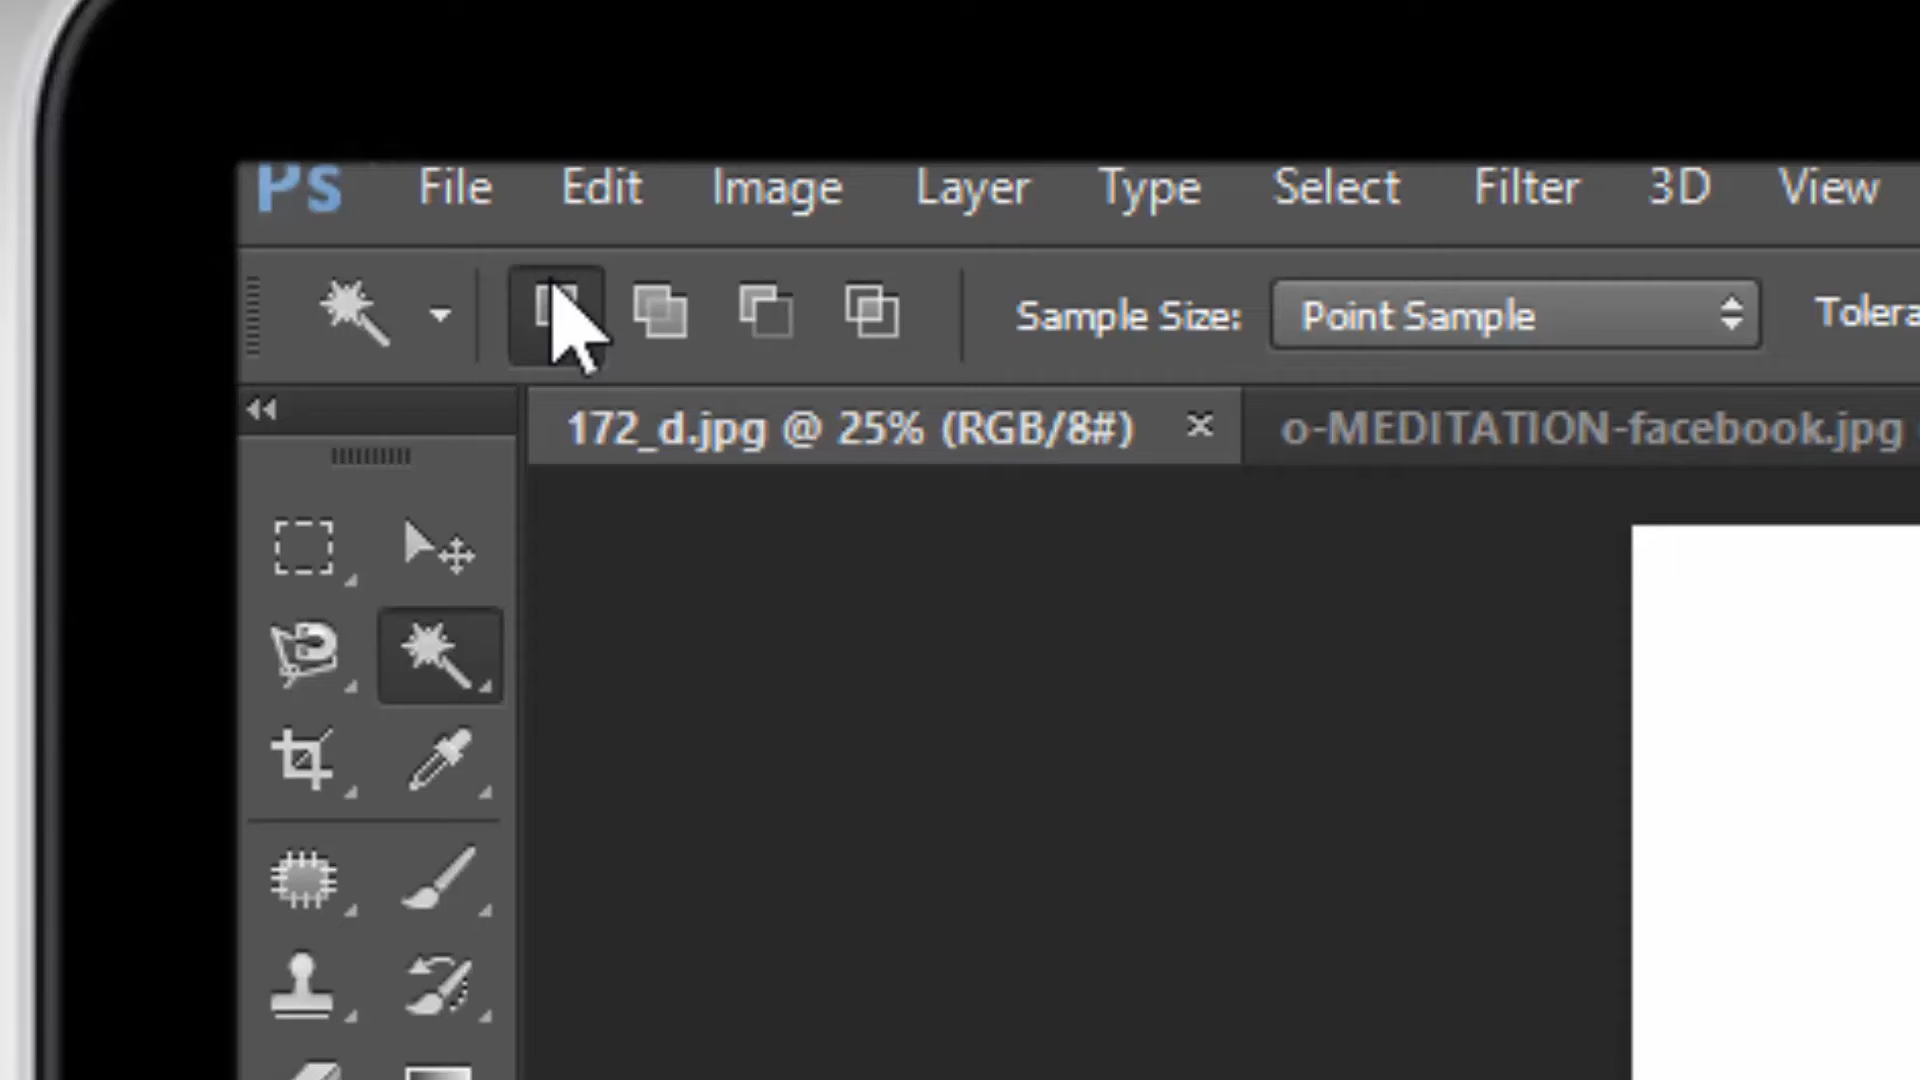 Ps File Edit Image Layer Type Select Filter 3D View
Sample Size: Point Sample Tolera
172_d.jpg @ 25% (RGB/8#) × o-MEDITATION-facebook.jpg